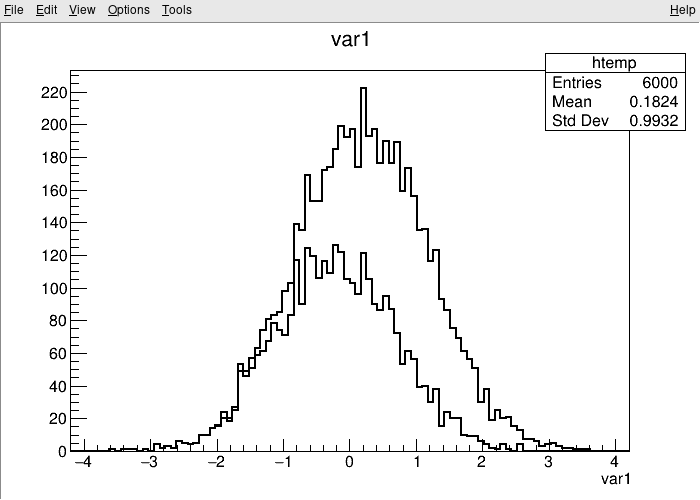 File Edit View Options Tools Help
var1
htemp
Entries 6000
Mean 0.1824
Std Dev 0.9932
220
200
180
160
140
120
100
80
60
40
20
0
−4 −3 −2 −1 0 1 2 3 4
var1